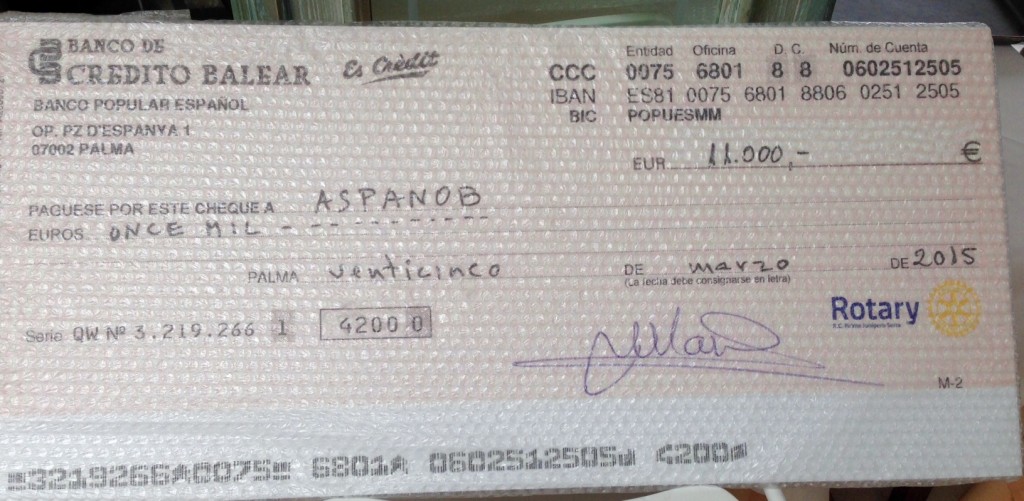 BANCO DE
CREDITO BALEAR Es Crèdit
BANCO POPULAR ESPAÑOL
OP. PZ D'ESPANYA 1
07002 PALMA
Entidad Oficina D. C. Núm. de Cuenta
CCC 0075 6801 8 8 0602512505
IBAN ES81 0075 6801 8806 0251 2505
BIC POPUESMM
EUR 11.000,- €
PAGUESE POR ESTE CHEQUE A ASPANOB
EUROS ONCE MIL - - - - - - - - - -
PALMA venticinco DE marzo DE 2015
(La fecha debe consignarse en letra)
Rotary
Serie QW Nº 3.219.266 1 4200 0
M-2
3219266 0075 6801 0602512505 4200